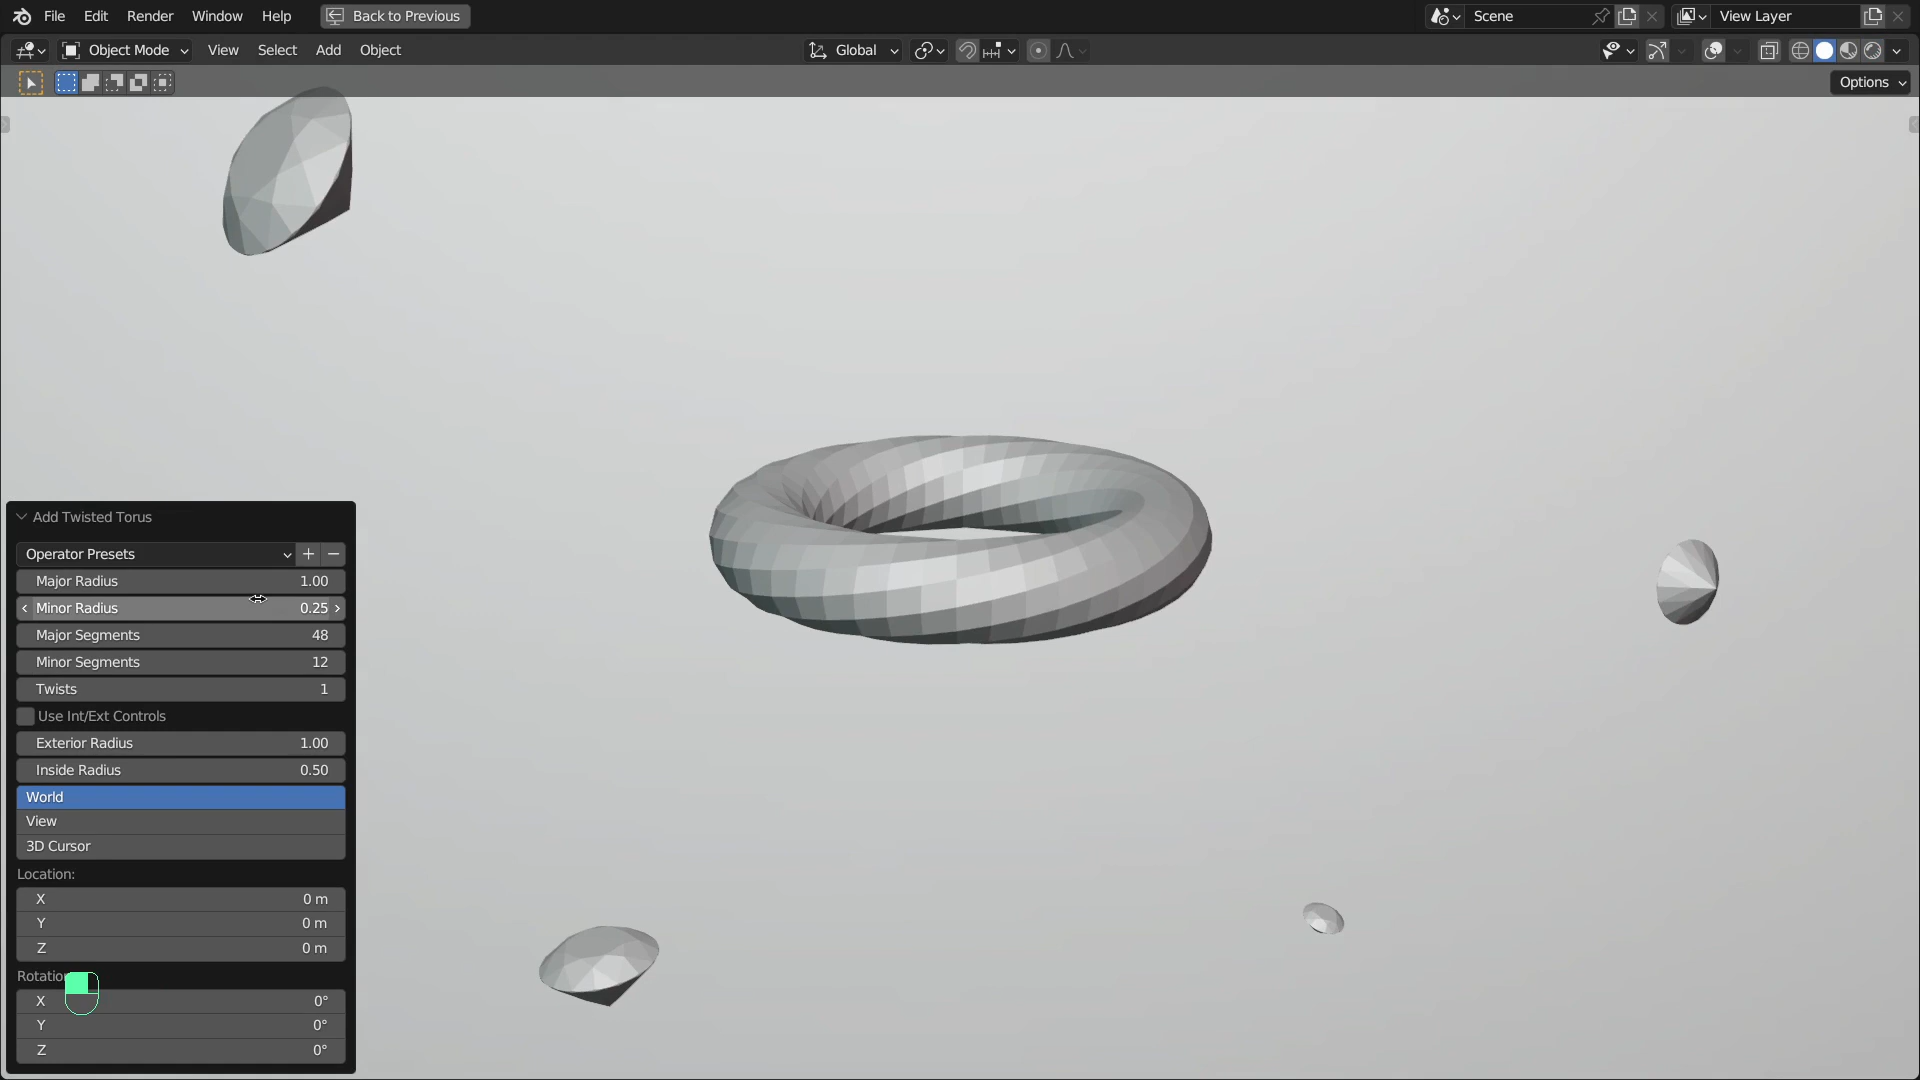 File Edit Render Window Help Back to Previous Scene View Layer
Object Mode View Select Add Object Global
Options
Add Twisted Torus
Operator Presets
Major Radius 1.00
Minor Radius 0.25
Major Segments 48
Minor Segments 12
Twists 1
Use Int/Ext Controls
Exterior Radius 1.00
Inside Radius 0.50
World
View
3D Cursor
Location:
X 0 m
Y 0 m
Z 0 m
Rotation
X 0°
Y 0°
Z 0°